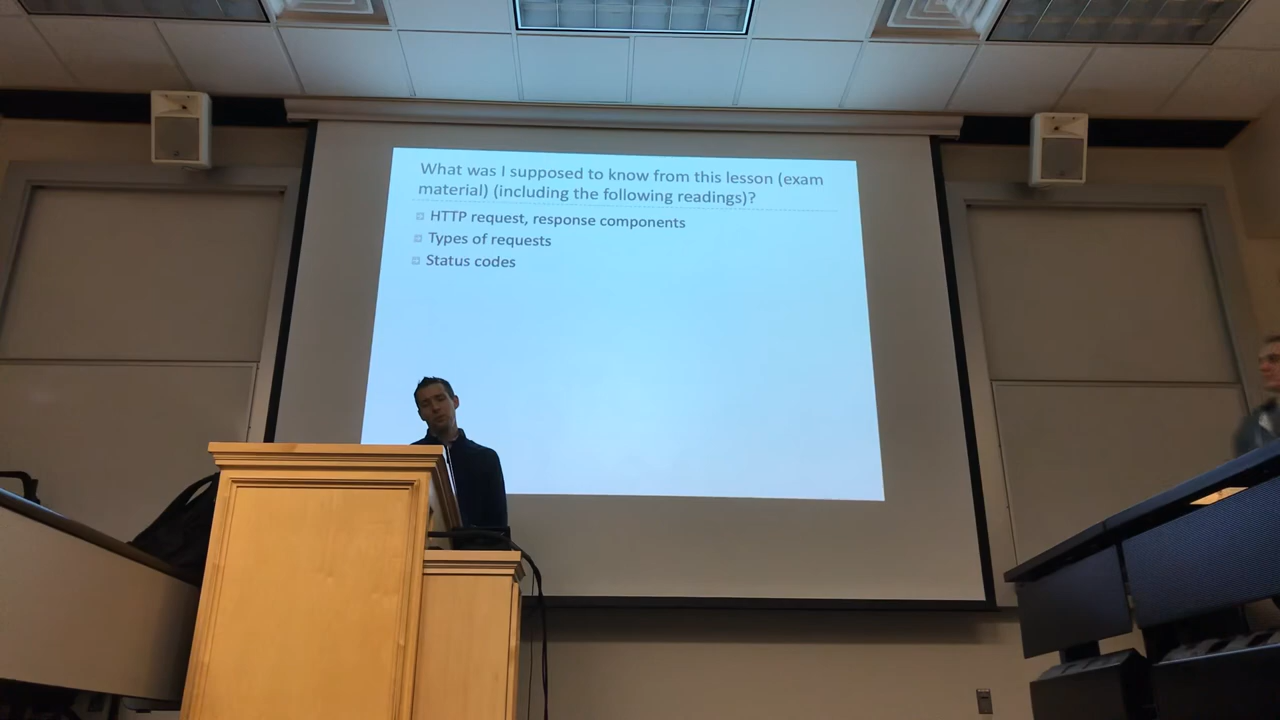 What was I supposed to know from this lesson (exam
material) (including the following readings)?
HTTP request, response components
Types of requests
Status codes